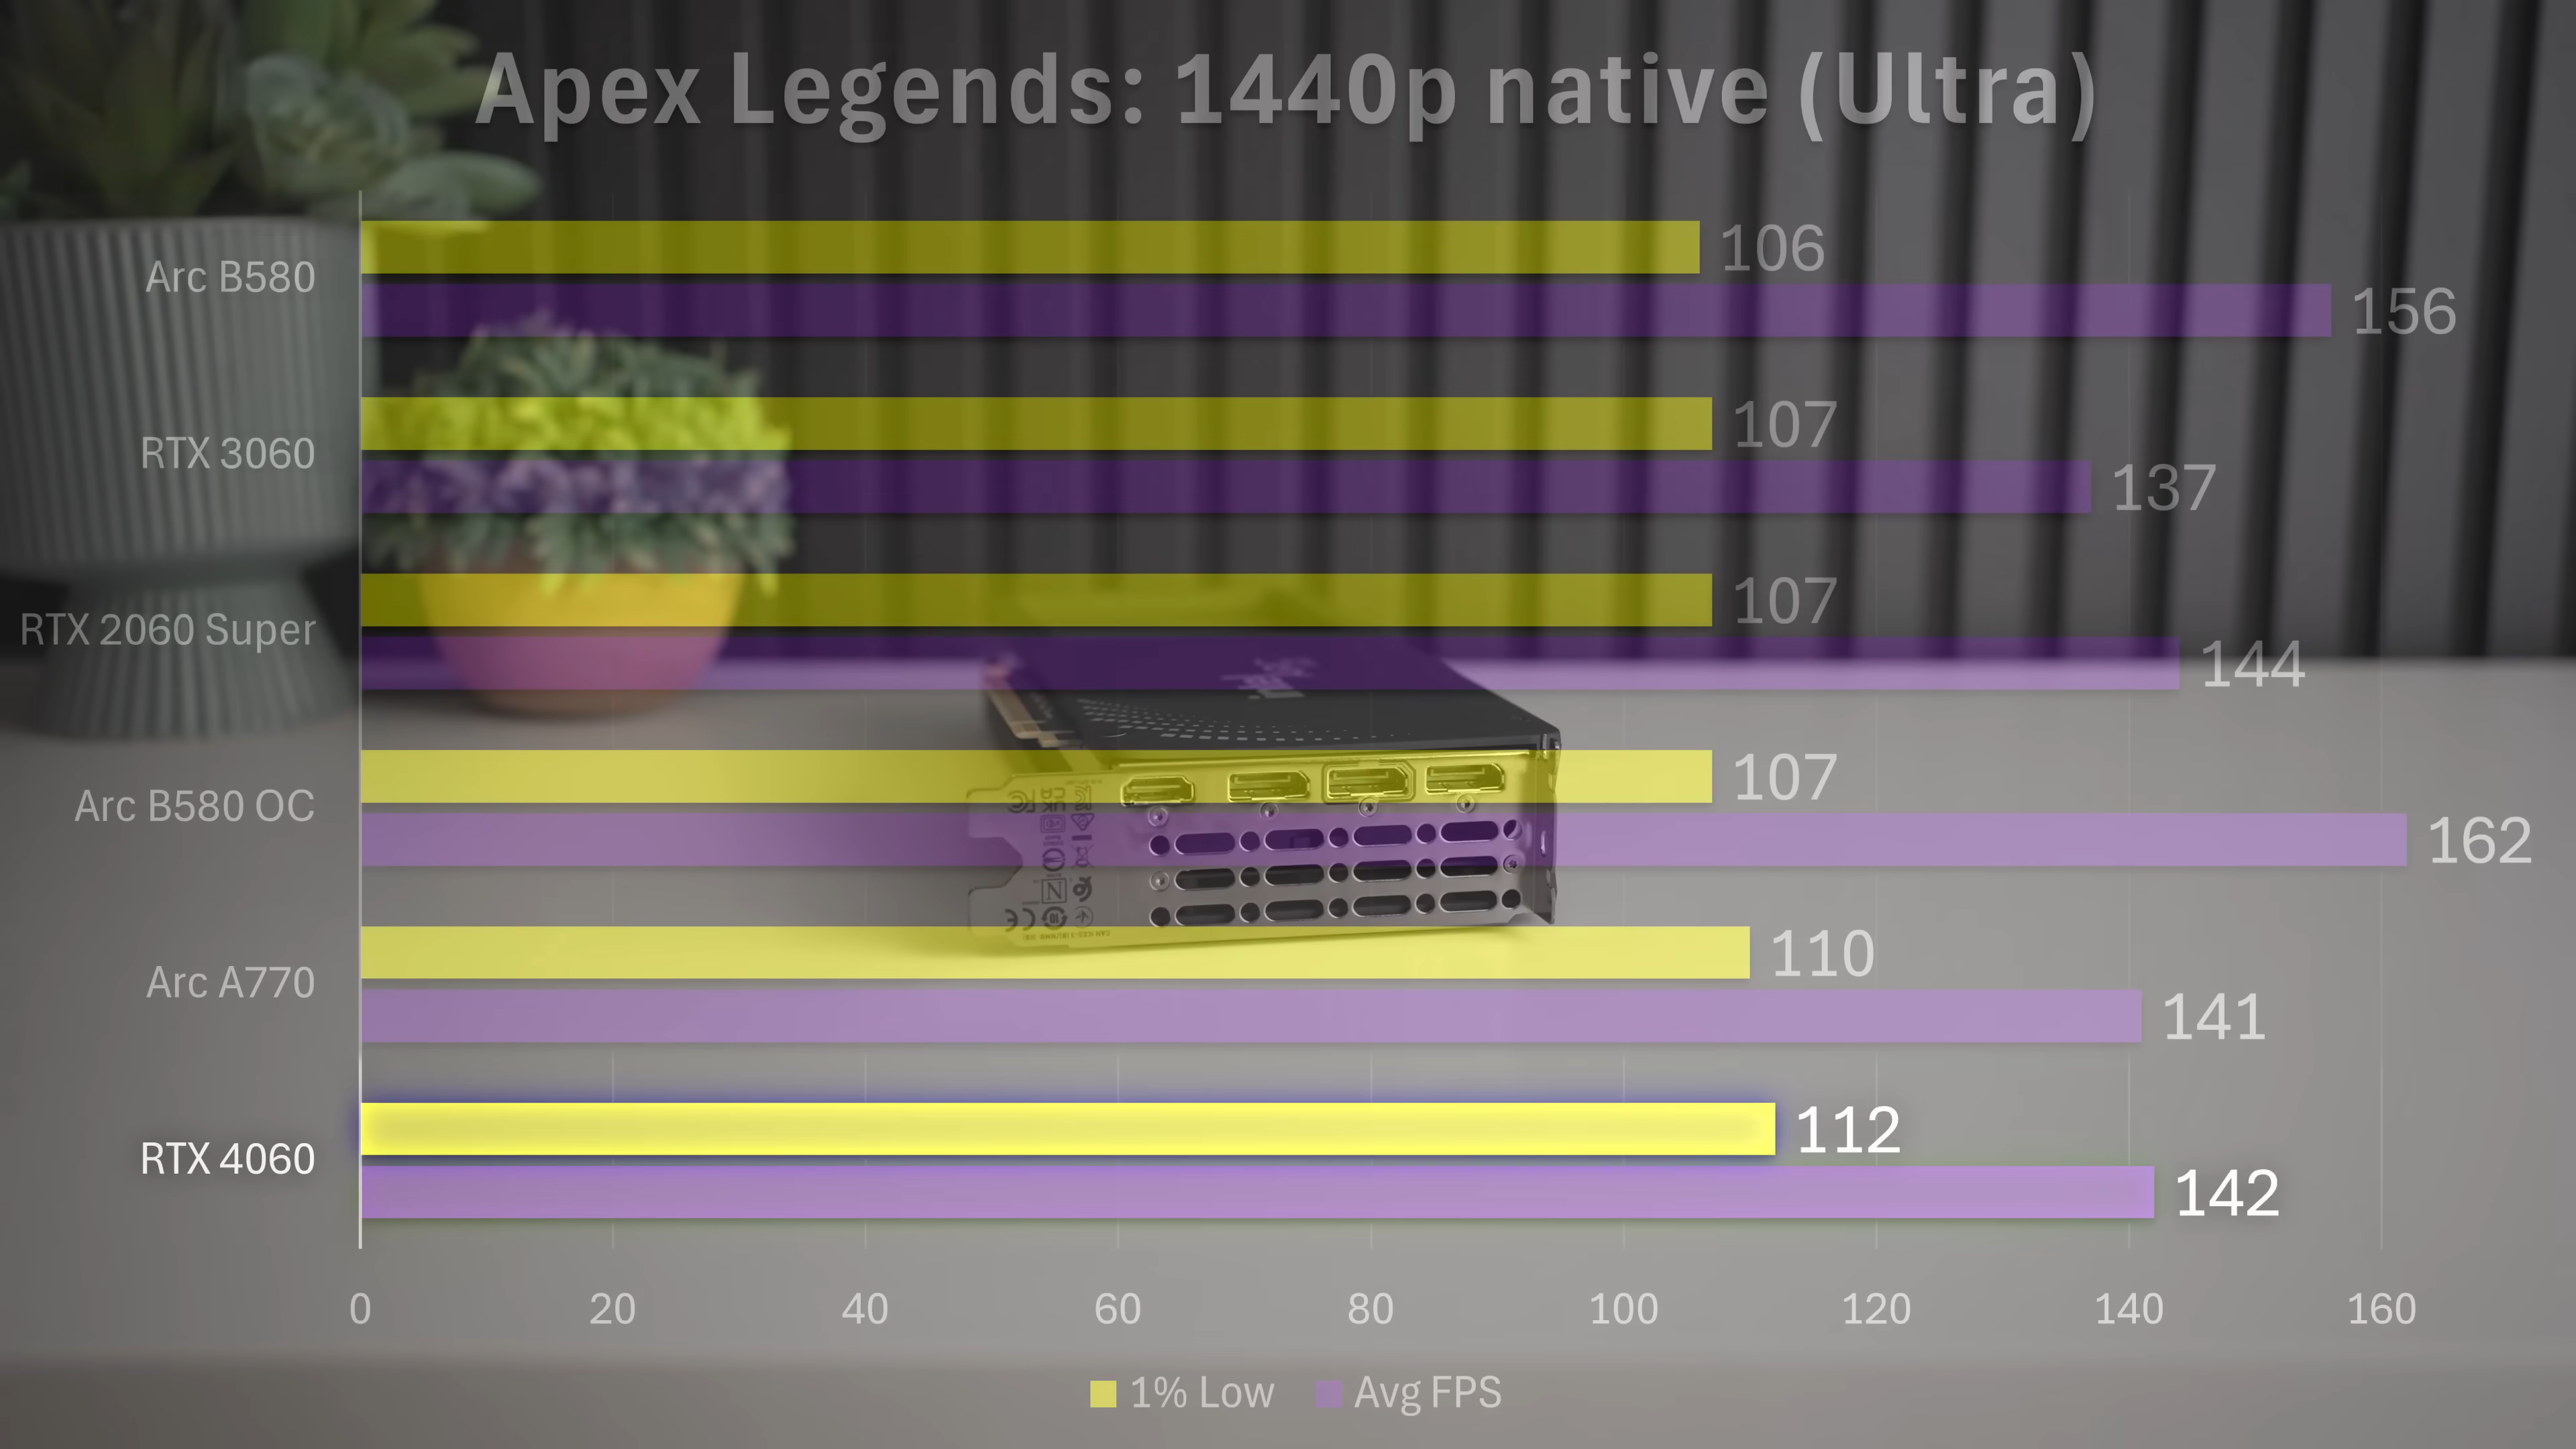 Apex Legends: 1440p native (Ultra)
Arc B580
106
156
RTX 3060
107
137
RTX 2060 Super
107
144
Arc B580 OC
107
162
Arc A770
110
141
RTX 4060
112
142
0 20 40 60 80 100 120 140 160
1% Low Avg FPS